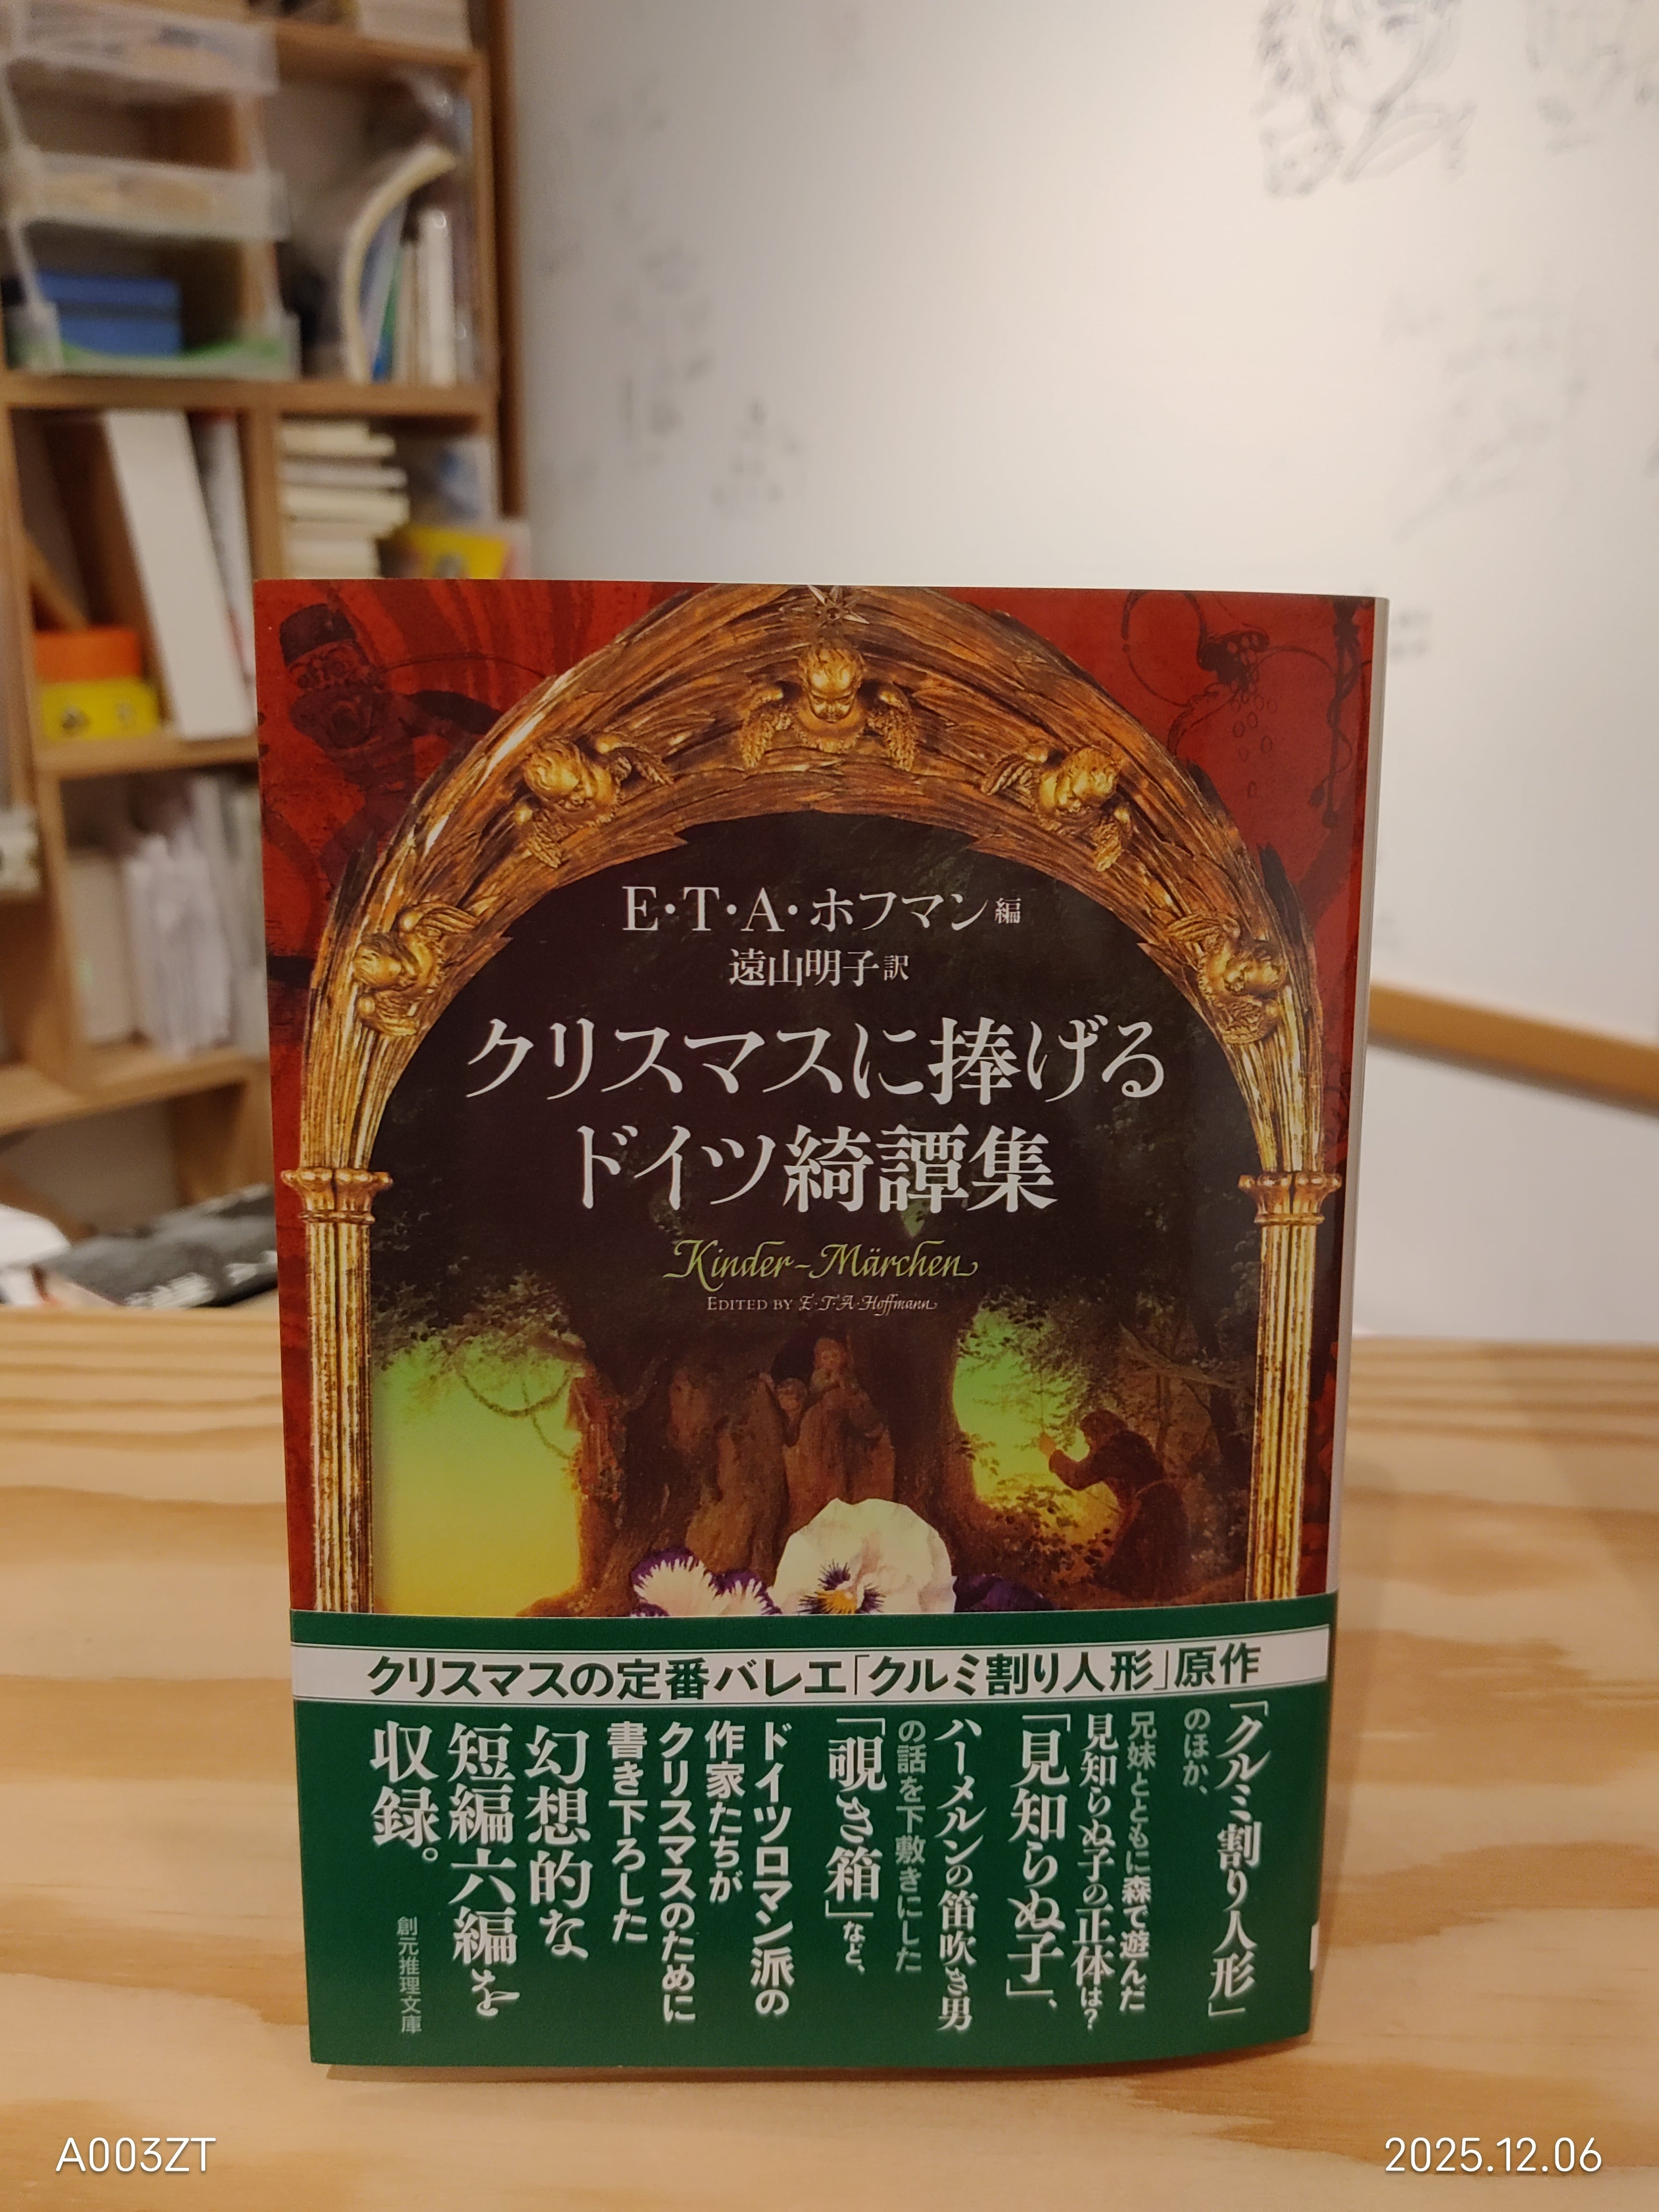 E・T・A・ホフマン編
遠山明子訳
クリスマスに捧げる
ドイツ綺譚集
Kinder-Märchen
EDITED BY E・T・A・Hoffmann
クリスマスの定番バレエ「クルミ割り人形」原作
「クルミ割り人形」
のほか、
兄妹とともに森で遊んだ
見知らぬ子の正体は?
「見知らぬ子」、
ハーメルンの笛吹き男
の話を下敷きにした
「覗き箱」など、
ドイツロマン派の
作家たちが
クリスマスのために
書き下ろした
幻想的な
短編六編を
収録。
創元推理文庫
A003ZT
2025.12.06